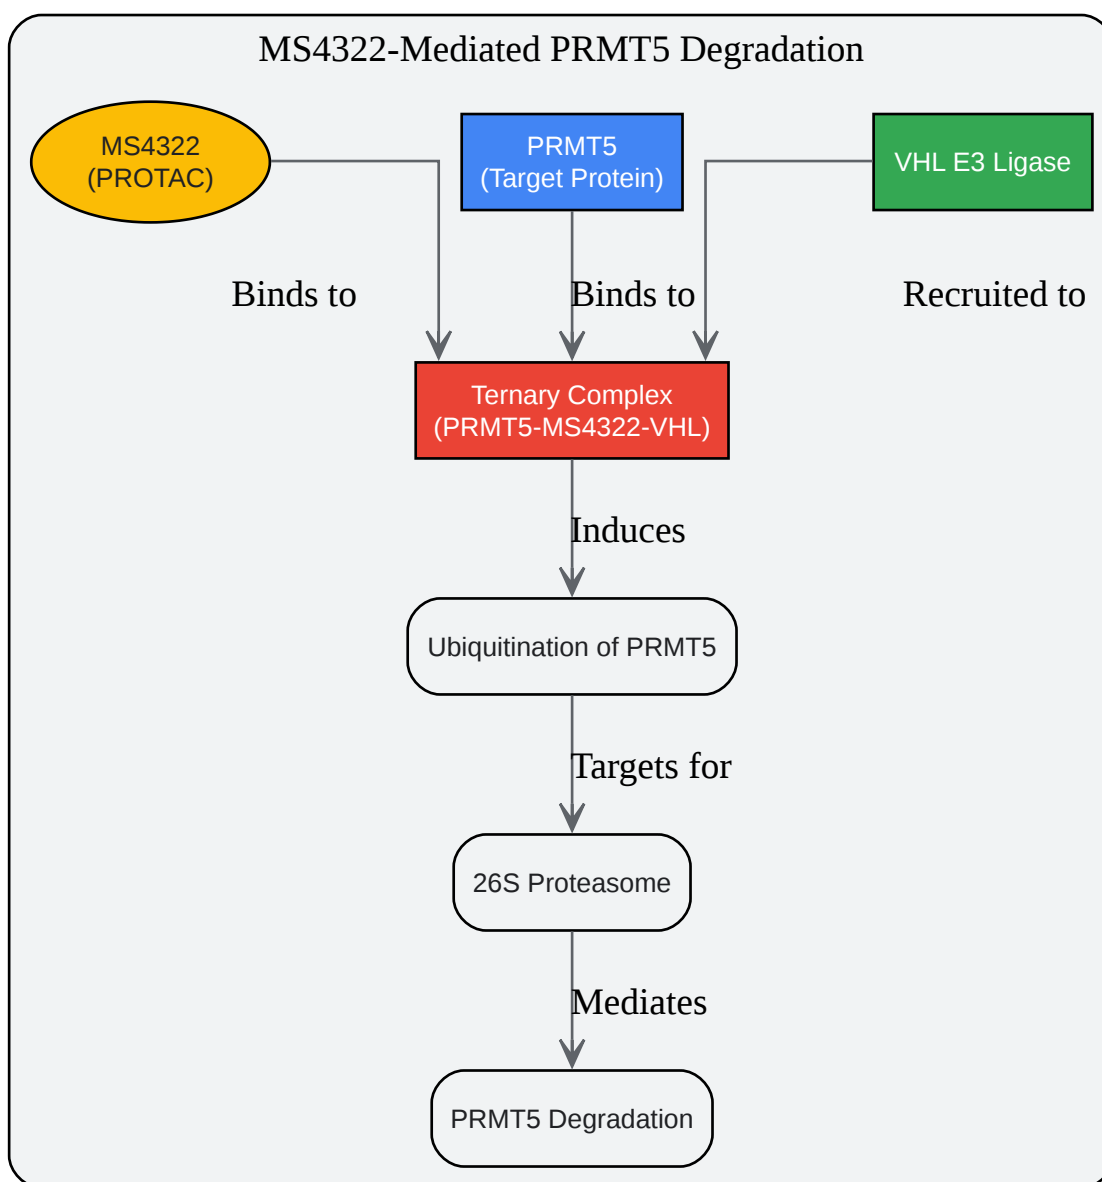 MS4322-Mediated PRMT5 Degradation
MS4322
(PROTAC)
PRMT5
(Target Protein)
VHL E3 Ligase
Binds to
Binds to
Recruited to
Ternary Complex
(PRMT5-MS4322-VHL)
Induces
Ubiquitination of PRMT5
Targets for
26S Proteasome
Mediates
PRMT5 Degradation